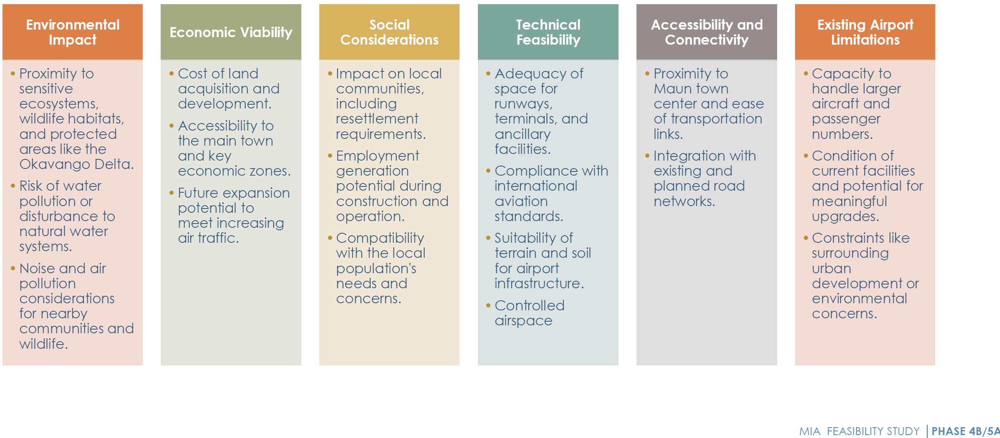 Environmental
Impact
• Proximity to
sensitive
ecosystems,
wildlife habitats,
and protected
areas like the
Okavango Delta.
• Risk of water
pollution or
disturbance to
natural water
systems.
• Noise and air
pollution
considerations
for nearby
communities and
wildlife.
Economic Viability
• Cost of land
acquisition and
development.
• Accessibility to
the main town
and key
economic zones.
• Future expansion
potential to
meet increasing
air traffic.
Social
Considerations
• Impact on local
communities,
including
resettlement
requirements.
• Employment
generation
potential during
construction and
operation.
• Compatibility
with the local
population's
needs and
concerns.
Technical
Feasibility
• Adequacy of
space for
runways,
terminals, and
ancillary
facilities.
• Compliance with
international
aviation
standards.
• Suitability of
terrain and soil
for airport
infrastructure.
• Controlled
airspace
Accessibility and
Connectivity
• Proximity to
Maun town
center and ease
of transportation
links.
• Integration with
existing and
planned road
networks.
Existing Airport
Limitations
• Capacity to
handle larger
aircraft and
passenger
numbers.
• Condition of
current facilities
and potential for
meaningful
upgrades.
• Constraints like
surrounding
urban
development or
environmental
concerns.
MIA FEASIBILITY STUDY | PHASE 4B/5A